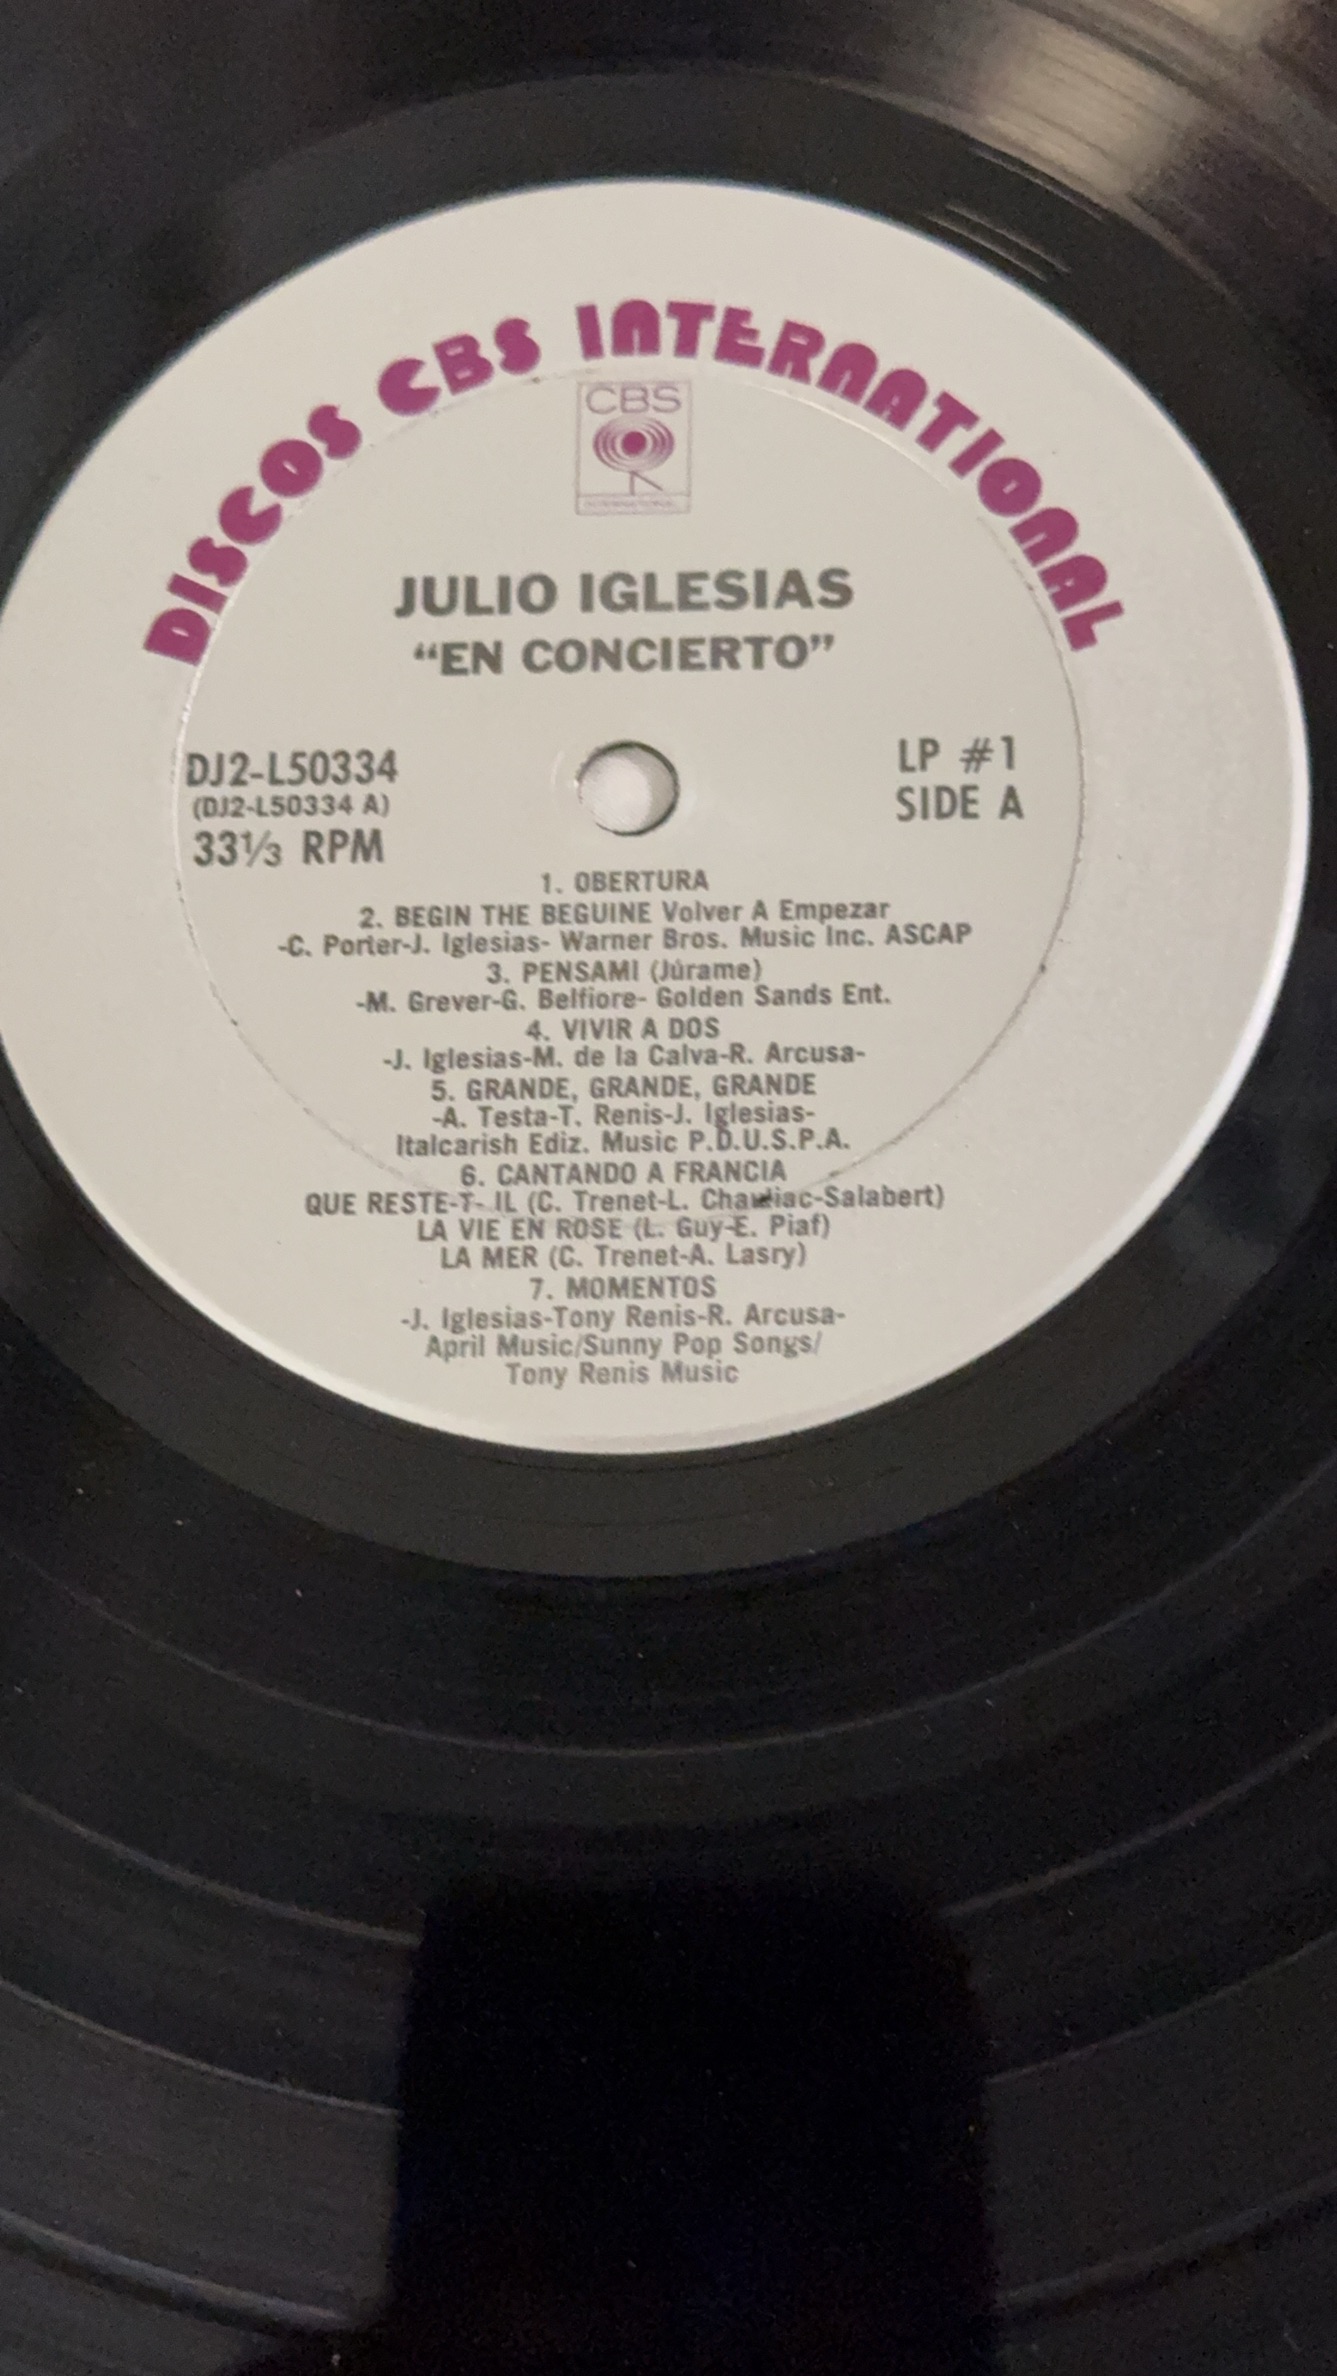 DISCOS CBS INTERNATIONAL
CBS
INTERNATIONAL
JULIO IGLESIAS
“EN CONCIERTO”
DJ2-L50334
(DJ2-L50334 A)
33⅓ RPM
LP #1
SIDE A
1. OBERTURA
2. BEGIN THE BEGUINE Volver A Empezar
-C. Porter-J. Iglesias- Warner Bros. Music Inc. ASCAP
3. PENSAMI (Júrame)
-M. Grever-G. Belfiore- Golden Sands Ent.
4. VIVIR A DOS
-J. Iglesias-M. de la Calva-R. Arcusa-
5. GRANDE, GRANDE, GRANDE
-A. Testa-T. Renis-J. Iglesias-
Italcarish Ediz. Music P.D.U.S.P.A.
6. CANTANDO A FRANCIA
QUE RESTE-T- IL (C. Trenet-L. Chauliac-Salabert)
LA VIE EN ROSE (L. Guy-E. Piaf)
LA MER (C. Trenet-A. Lasry)
7. MOMENTOS
-J. Iglesias-Tony Renis-R. Arcusa-
April Music/Sunny Pop Songs/
Tony Renis Music